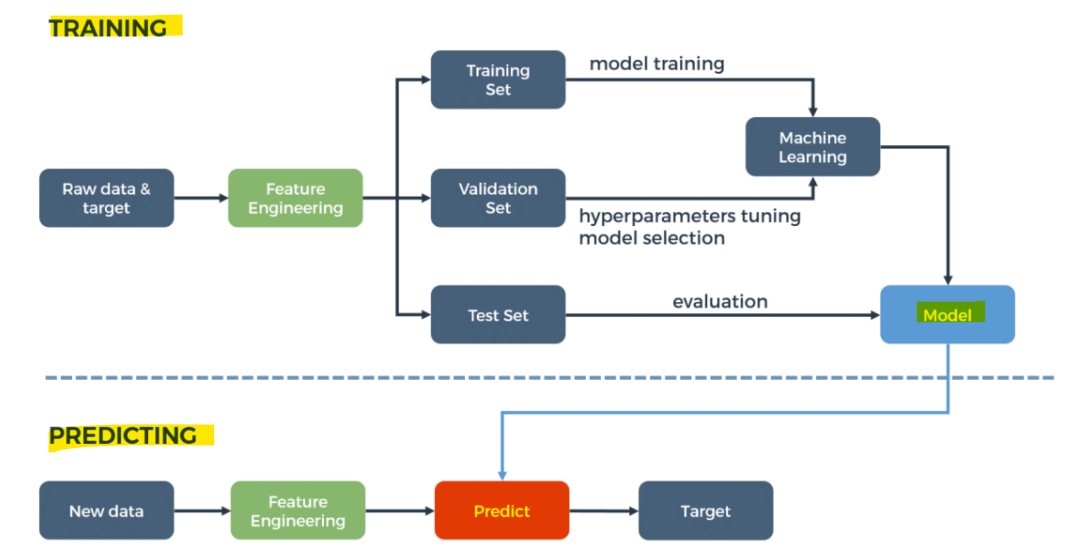 TRAINING
Training
Set
model training
Machine
Learning
Raw data &
target
Feature
Engineering
Validation
Set
hyperparameters tuning
model selection
Test Set
evaluation
Model
PREDICTING
New data
Feature
Engineering
Predict
Target